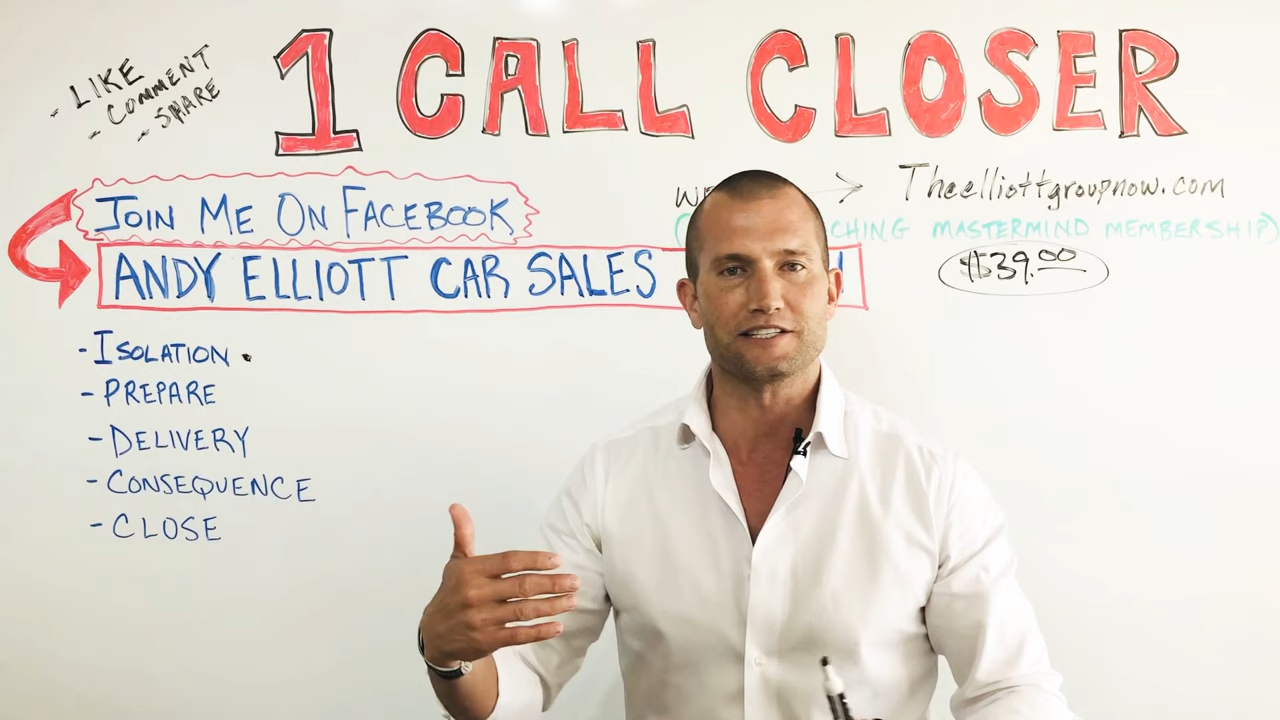 1 CALL CLOSER
- LIKE
- COMMENT
- SHARE
JOIN ME ON FACEBOOK
ANDY ELLIOTT CAR SALES
Theelliottgroupnow.com
MASTERMIND MEMBERSHIP)
$39.00
- ISOLATION
- PREPARE
- DELIVERY
- CONSEQUENCE
- CLOSE